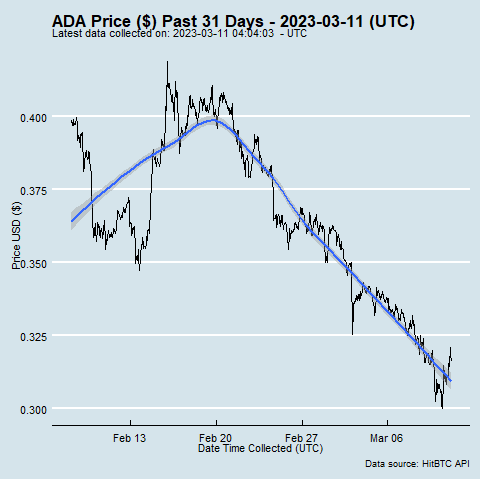 ADA Price ($) Past 31 Days - 2023-03-11 (UTC)
Latest data collected on: 2023-03-11 04:04:03 - UTC
Price USD ($)
0.400
0.375
0.350
0.325
0.300
Feb 13 Feb 20 Feb 27 Mar 06
Date Time Collected (UTC)
Data source: HitBTC API